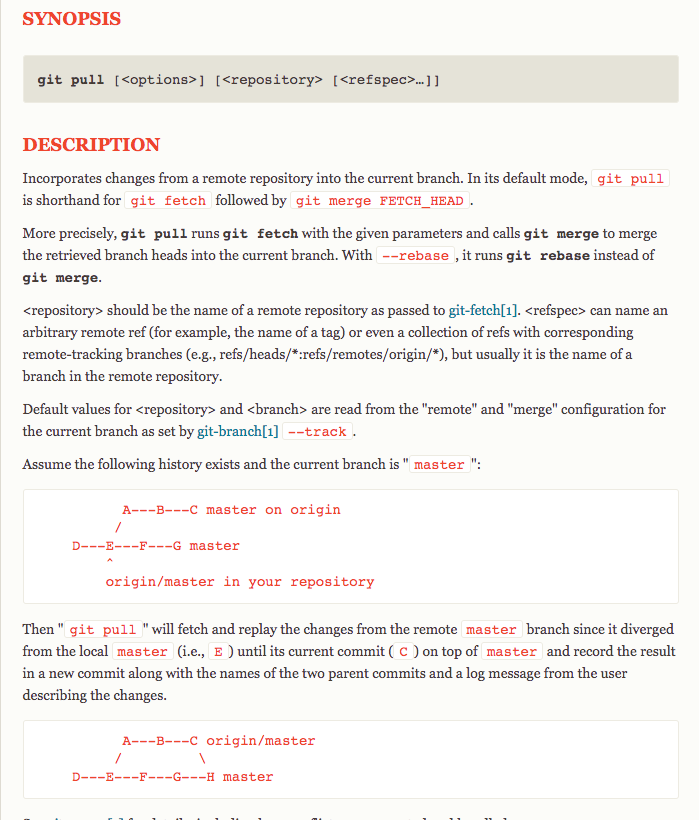 SYNOPSIS
git pull [<options>] [<repository> [<refspec>…]]
DESCRIPTION
Incorporates changes from a remote repository into the current branch. In its default mode, git pull
is shorthand for git fetch followed by git merge FETCH_HEAD .
More precisely, git pull runs git fetch with the given parameters and calls git merge to merge
the retrieved branch heads into the current branch. With --rebase , it runs git rebase instead of
git merge.
<repository> should be the name of a remote repository as passed to git-fetch[1]. <refspec> can name an
arbitrary remote ref (for example, the name of a tag) or even a collection of refs with corresponding
remote-tracking branches (e.g., refs/heads/*:refs/remotes/origin/*), but usually it is the name of a
branch in the remote repository.
Default values for <repository> and <branch> are read from the "remote" and "merge" configuration for
the current branch as set by git-branch[1] --track .
Assume the following history exists and the current branch is " master ":
A---B---C master on origin
/
D---E---F---G master
^
origin/master in your repository
Then " git pull " will fetch and replay the changes from the remote master branch since it diverged
from the local master (i.e., E ) until its current commit ( C ) on top of master and record the result
in a new commit along with the names of the two parent commits and a log message from the user
describing the changes.
A---B---C origin/master
/ \
D---E---F---G---H master